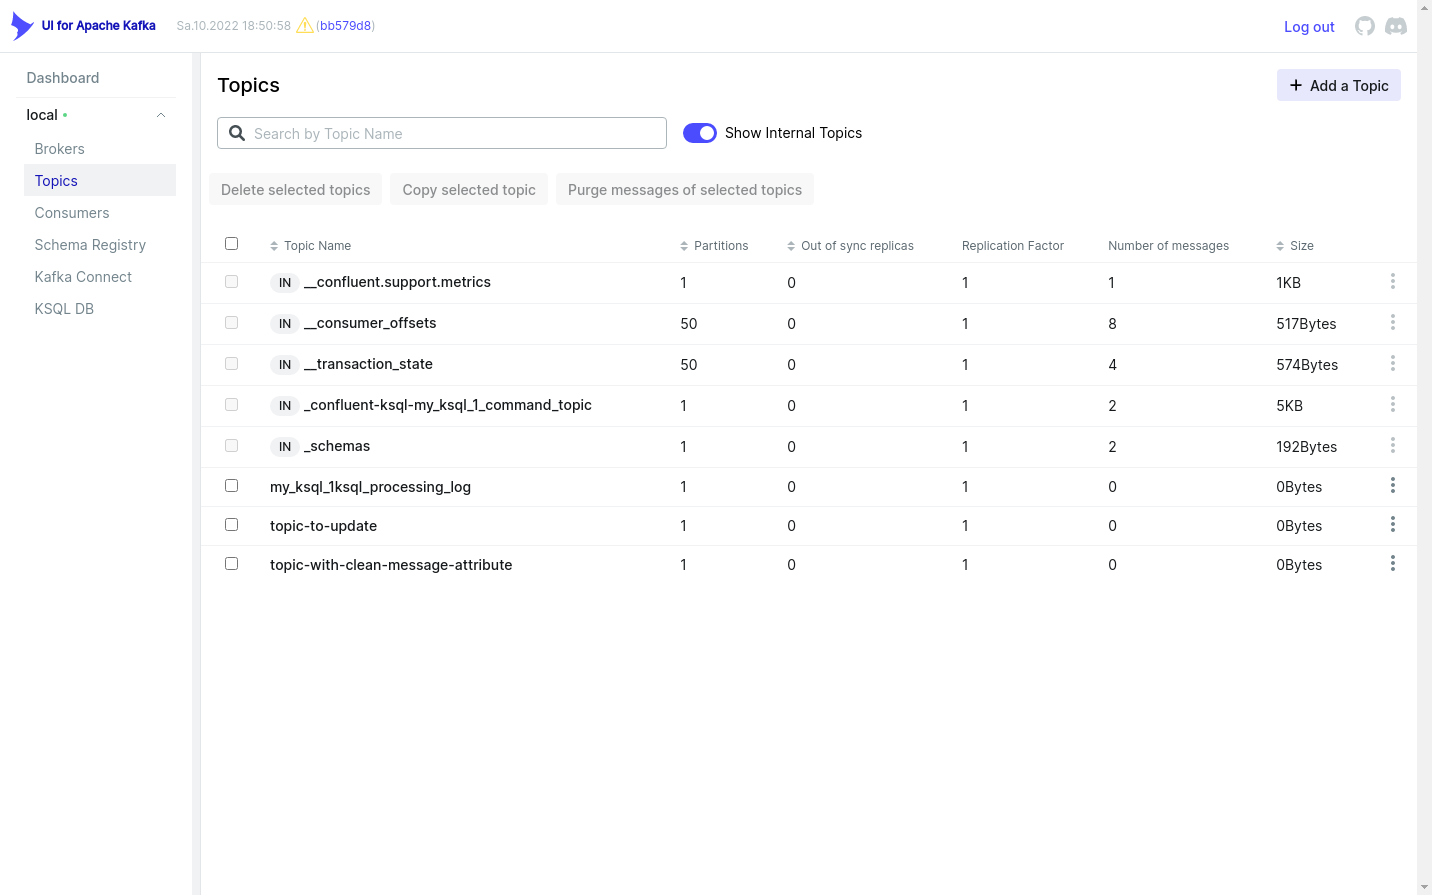 UI for Apache Kafka Sa.10.2022 18:50:58 (bb579d8) Log out
Dashboard
local
Brokers
Topics
Consumers
Schema Registry
Kafka Connect
KSQL DB
Topics
Add a Topic
Search by Topic Name
Show Internal Topics
Delete selected topics Copy selected topic Purge messages of selected topics
Topic Name Partitions Out of sync replicas Replication Factor Number of messages Size
IN __confluent.support.metrics 1 0 1 1 1KB
IN __consumer_offsets 50 0 1 8 517Bytes
IN __transaction_state 50 0 1 4 574Bytes
IN _confluent-ksql-my_ksql_1_command_topic 1 0 1 2 5KB
IN _schemas 1 0 1 2 192Bytes
my_ksql_1ksql_processing_log 1 0 1 0 0Bytes
topic-to-update 1 0 1 0 0Bytes
topic-with-clean-message-attribute 1 0 1 0 0Bytes